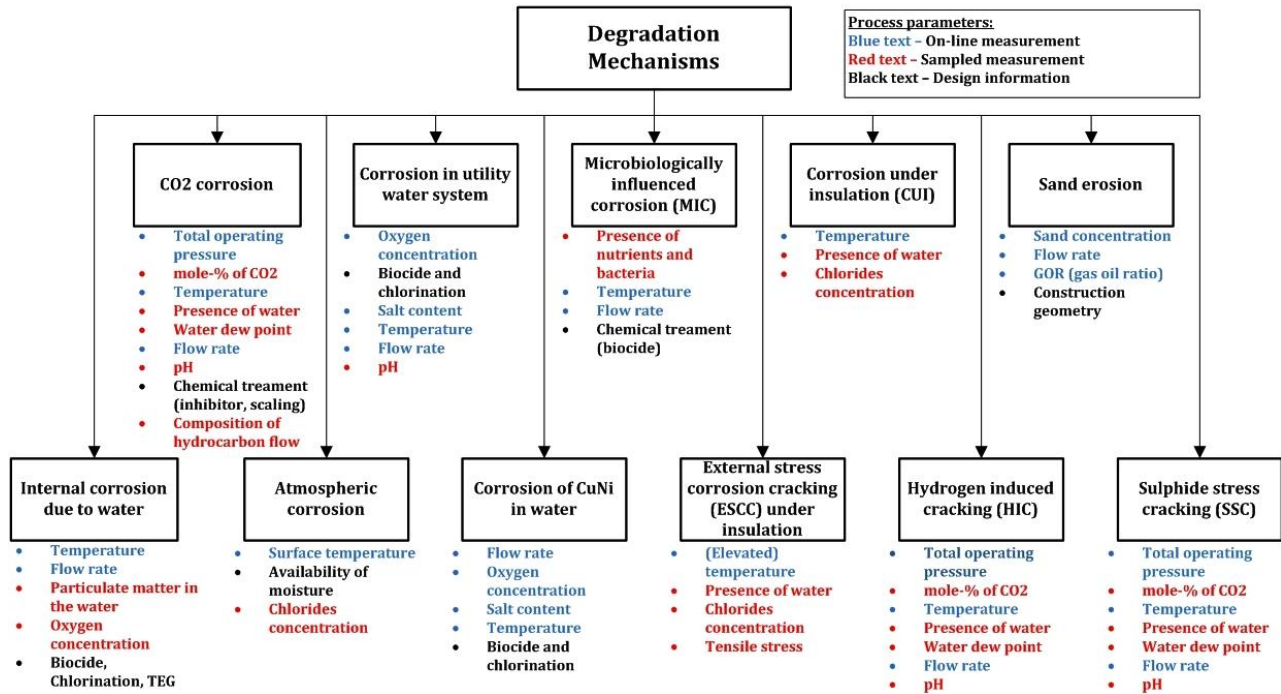 Degradation
Mechanisms
Process parameters:
Blue text – On-line measurement
Red text – Sampled measurement
Black text – Design information
CO2 corrosion
• Total operating
pressure
• mole-% of CO2
• Temperature
• Presence of water
• Water dew point
• Flow rate
• pH
• Chemical treament
(inhibitor, scaling)
• Composition of
hydrocarbon flow
Corrosion in utility
water system
• Oxygen
concentration
• Biocide and
chlorination
• Salt content
• Temperature
• Flow rate
• pH
Microbiologically
influenced
corrosion (MIC)
• Presence of
nutrients and
bacteria
• Temperature
• Flow rate
• Chemical treament
(biocide)
Corrosion under
insulation (CUI)
• Temperature
• Presence of water
• Chlorides
concentration
Sand erosion
• Sand concentration
• Flow rate
• GOR (gas oil ratio)
• Construction
geometry
Internal corrosion
due to water
• Temperature
• Flow rate
• Particulate matter in
the water
• Oxygen
concentration
• Biocide,
Chlorination, TEG
Atmospheric
corrosion
• Surface temperature
• Availability of
moisture
• Chlorides
concentration
Corrosion of CuNi
in water
• Flow rate
• Oxygen
concentration
• Salt content
• Temperature
• Biocide and
chlorination
External stress
corrosion cracking
(ESCC) under
insulation
• (Elevated)
temperature
• Presence of water
• Chlorides
concentration
• Tensile stress
Hydrogen induced
cracking (HIC)
• Total operating
pressure
• mole-% of CO2
• Temperature
• Presence of water
• Water dew point
• Flow rate
• pH
Sulphide stress
cracking (SSC)
• Total operating
pressure
• mole-% of CO2
• Temperature
• Presence of water
• Water dew point
• Flow rate
• pH